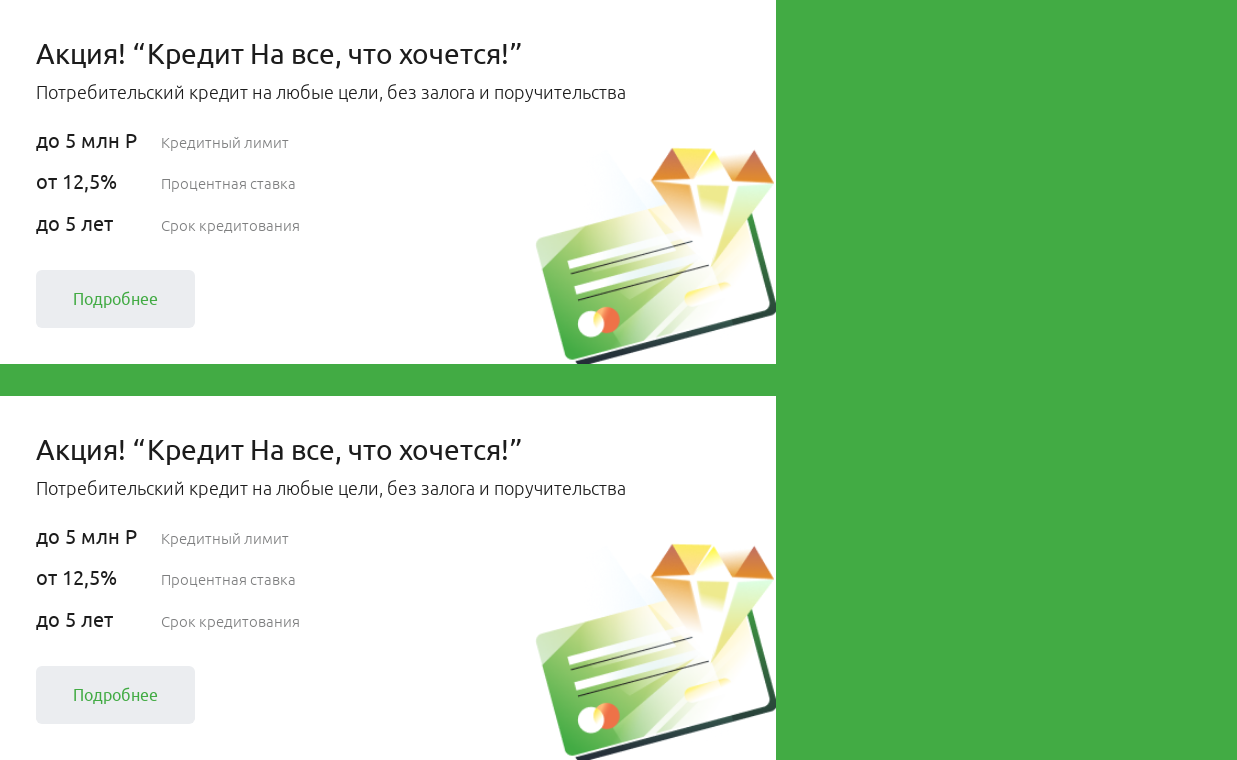 Акция! “Кредит На все, что хочется!”
Потребительский кредит на любые цели, без залога и поручительства
до 5 млн Р Кредитный лимит
от 12,5% Процентная ставка
до 5 лет Срок кредитования
Подробнее
Акция! “Кредит На все, что хочется!”
Потребительский кредит на любые цели, без залога и поручительства
до 5 млн Р Кредитный лимит
от 12,5% Процентная ставка
до 5 лет Срок кредитования
Подробнее